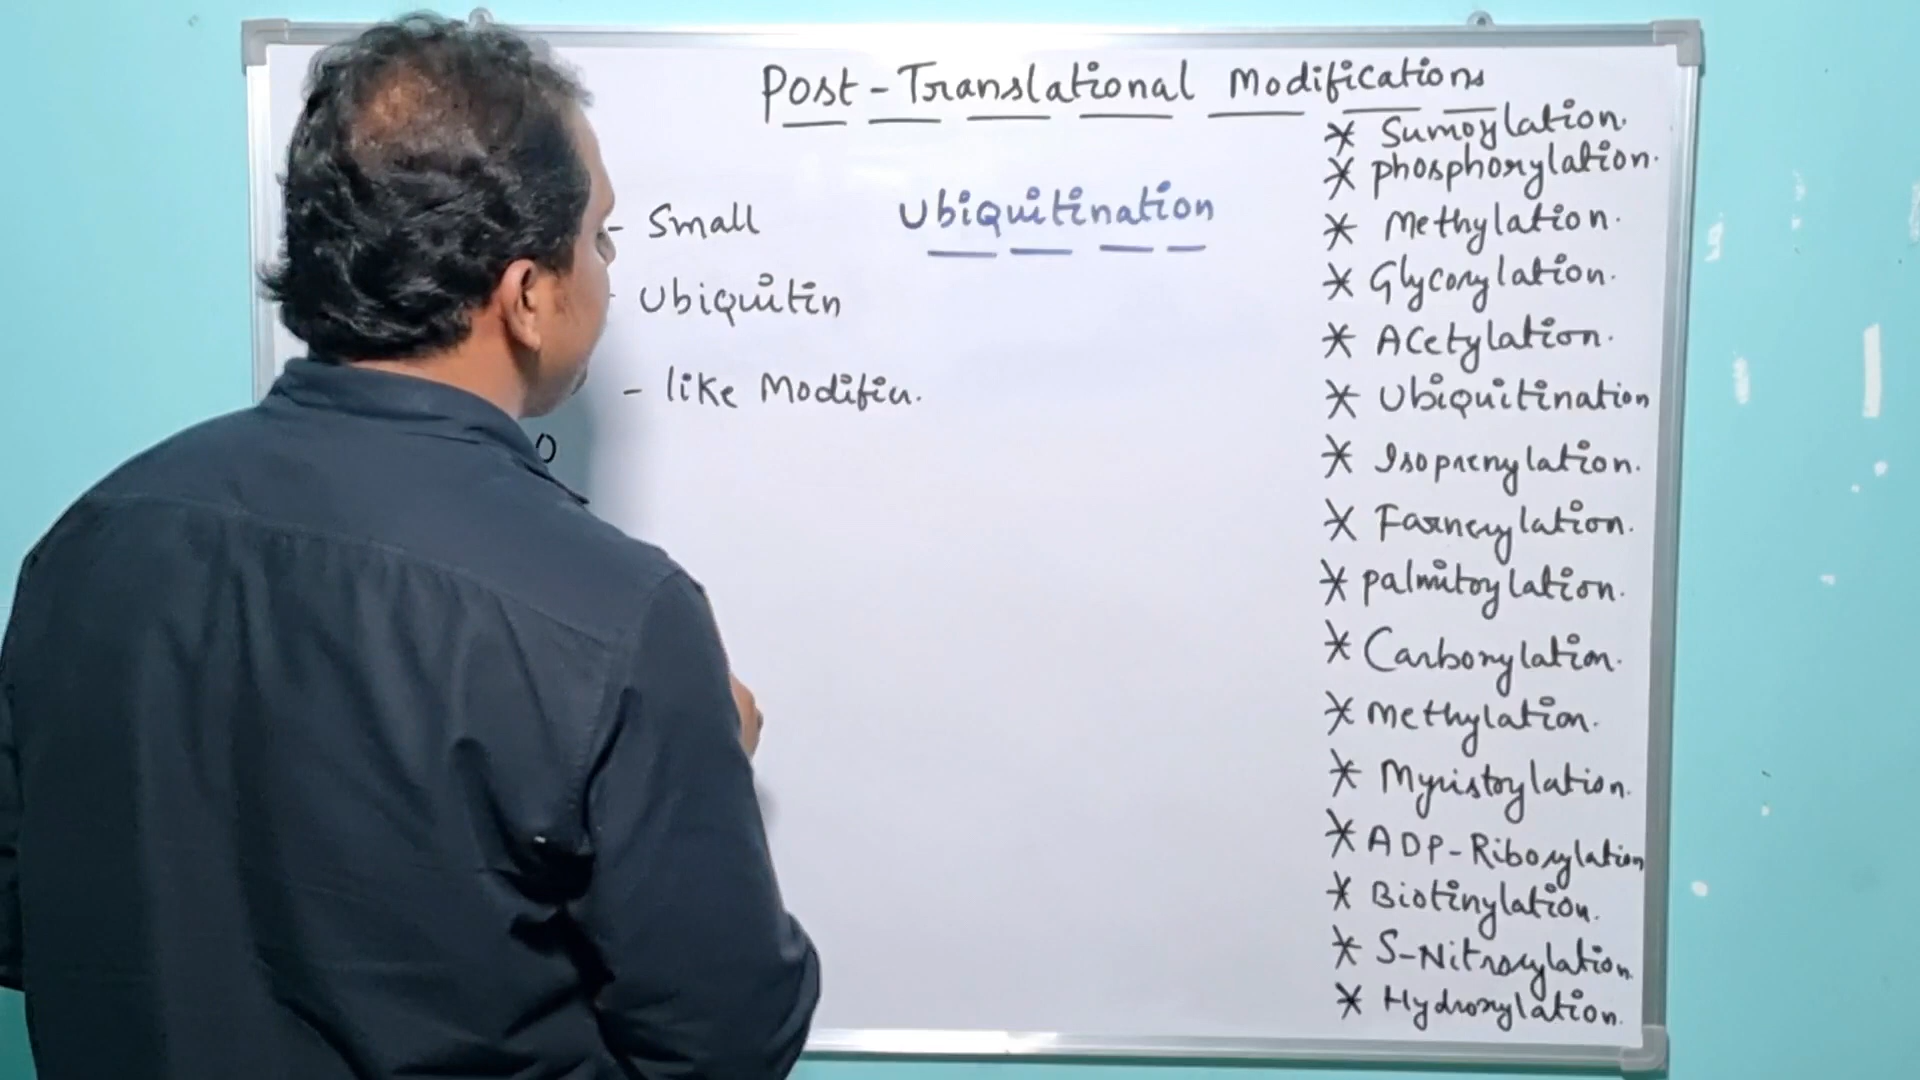 Post-Translational Modifications
- Small
Ubiquitin
- like Modifier.
O
Ubiquitination
* Sumoylation.
* phosphorylation.
* Methylation.
* Glycosylation.
* Acetylation.
* Ubiquitination
* Isoprenylation.
* Farnesylation.
* palmitoylation.
* Carboxylation.
* Methylation.
* Myristoylation.
* ADP-Ribosylation
* Biotinylation.
* S-Nitrosylation.
* Hydroxylation.